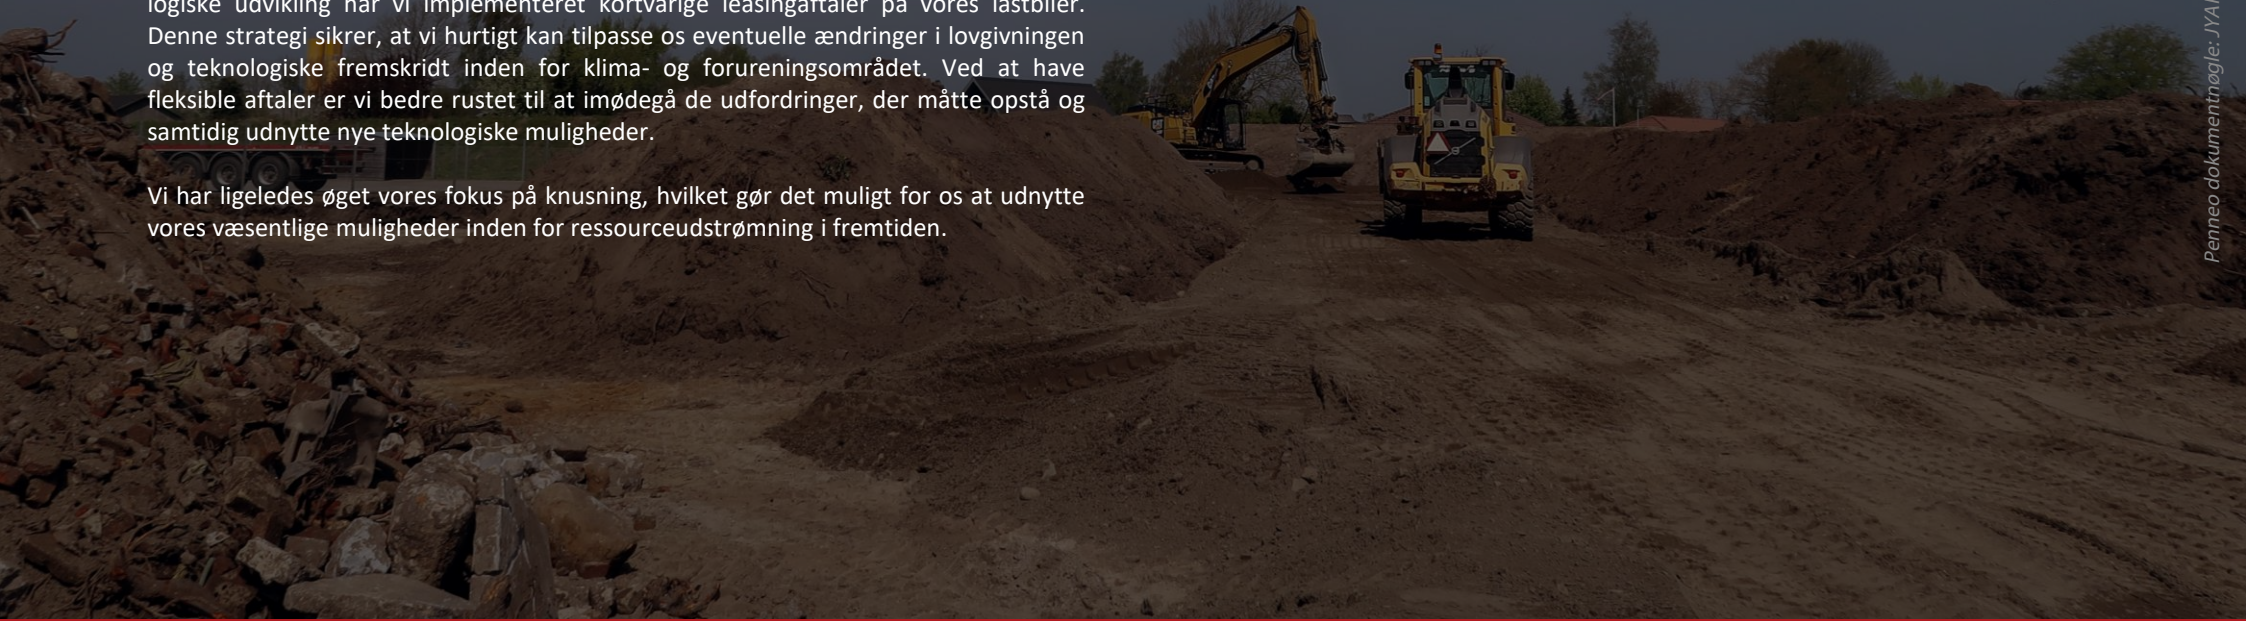 logiske udvikling har vi implementeret kortvarige leasingaftaler på vores lastbiler.
Denne strategi sikrer, at vi hurtigt kan tilpasse os eventuelle ændringer i lovgivningen
og teknologiske fremskridt inden for klima- og forureningsområdet. Ved at have
fleksible aftaler er vi bedre rustet til at imødegå de udfordringer, der måtte opstå og
samtidig udnytte nye teknologiske muligheder.
Vi har ligeledes øget vores fokus på knusning, hvilket gør det muligt for os at udnytte
vores væsentlige muligheder inden for ressourceudstrømning i fremtiden.
Penneo dokumentnøgle: